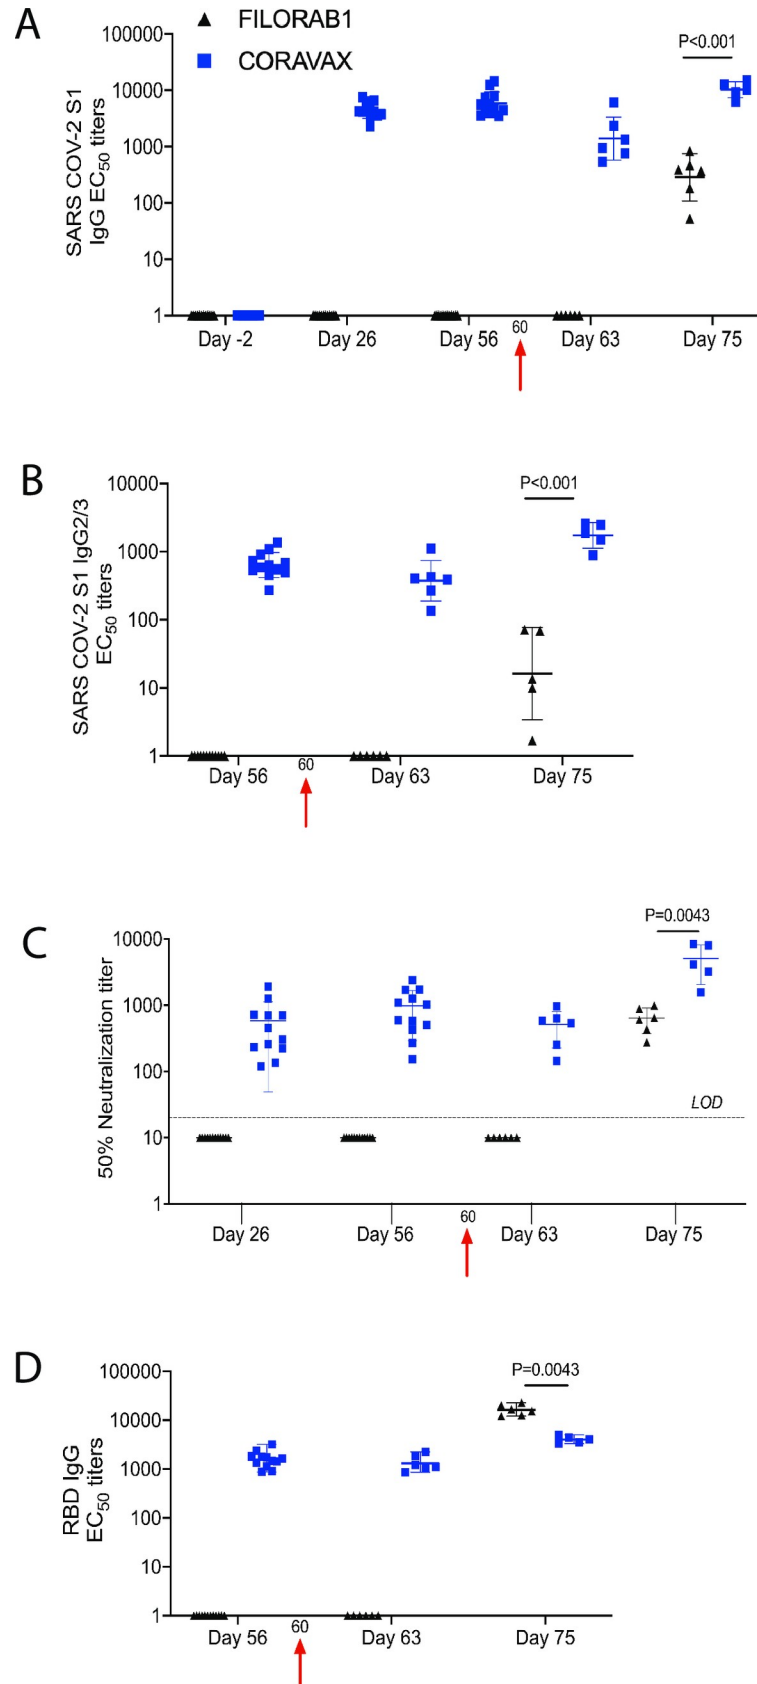 A
FILORAB1
CORAVAX
SARS COV-2 S1
IgG EC50 titers
100000
10000
1000
100
10
1
P<0.001
Day -2
Day 26
Day 56
60
Day 63
Day 75
B
SARS COV-2 S1 IgG2/3
EC50 titers
10000
1000
100
10
1
P<0.001
Day 56
60
Day 63
Day 75
C
50% Neutralization titer
10000
1000
100
10
1
P=0.0043
LOD
Day 26
Day 56
60
Day 63
Day 75
D
RBD IgG
EC50 titers
100000
10000
1000
100
10
1
P=0.0043
Day 56
60
Day 63
Day 75